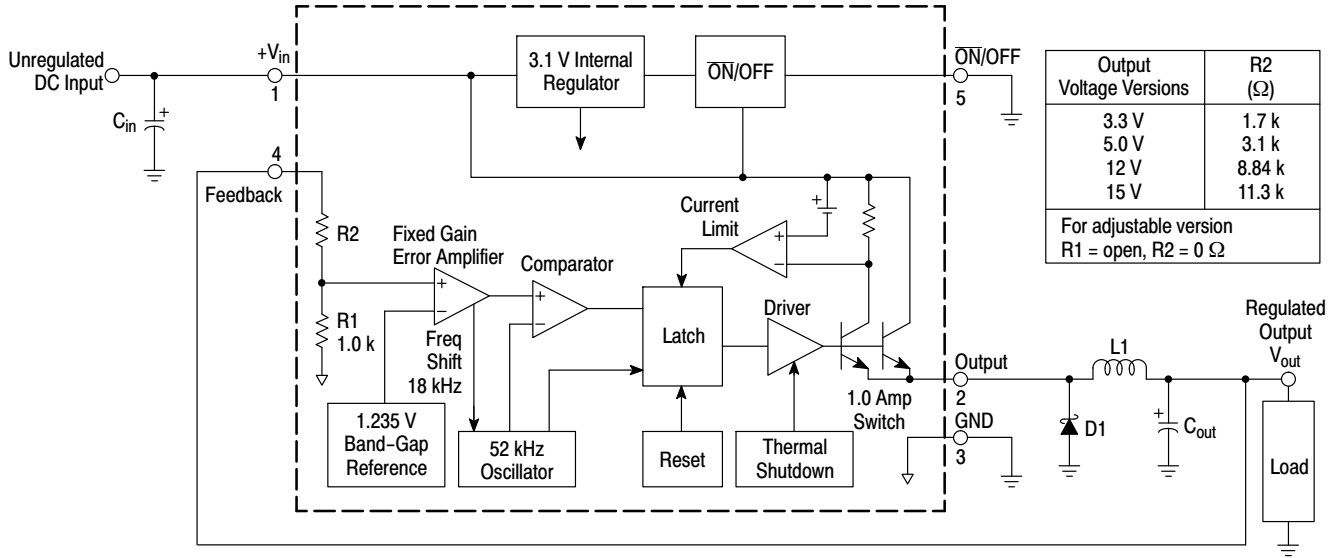 Unregulated
DC Input
+Vin
1
Cin
+
4
Feedback
3.1 V Internal
Regulator
ON/OFF
ON/OFF
5
Output
Voltage Versions
R2
(Ω)
3.3 V
1.7 k
5.0 V
3.1 k
12 V
8.84 k
15 V
11.3 k
For adjustable version
R1 = open, R2 = 0 Ω
R2
R1
1.0 k
Fixed Gain
Error Amplifier
+
−
Freq
Shift
18 kHz
Comparator
+
−
Current
Limit
+
−
+
Latch
Driver
1.0 Amp
Switch
1.235 V
Band-Gap
Reference
52 kHz
Oscillator
Reset
Thermal
Shutdown
Output
2
GND
3
L1
D1
+
Cout
Regulated
Output
Vout
Load